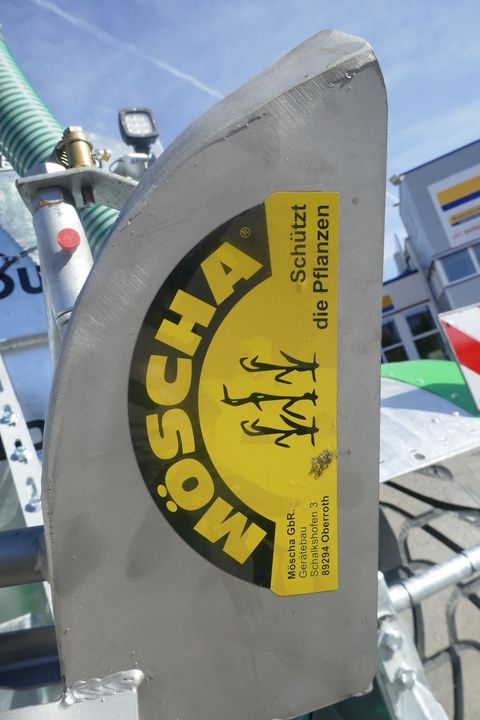 MÖSCHA®
Schützt
die Pflanzen
Möscha GbR.
Gerätebau
Schalkshofen 3
89294 Oberroth